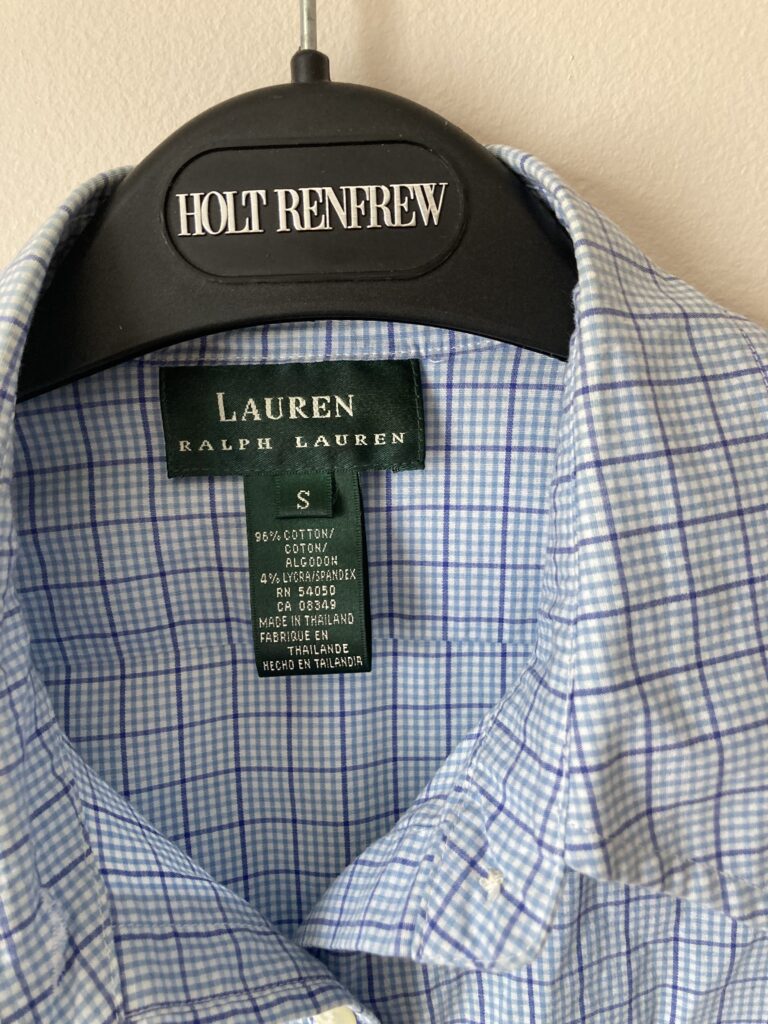 HOLT RENFREW
LAUREN
RALPH LAUREN
S
96% COTTON/
COTON/
ALGODON
4% LYCRA/SPANDEX
RN 54050
CA 08349
MADE IN THAILAND
FABRIQUE EN
THAILANDE
HECHO EN TAILANDIA